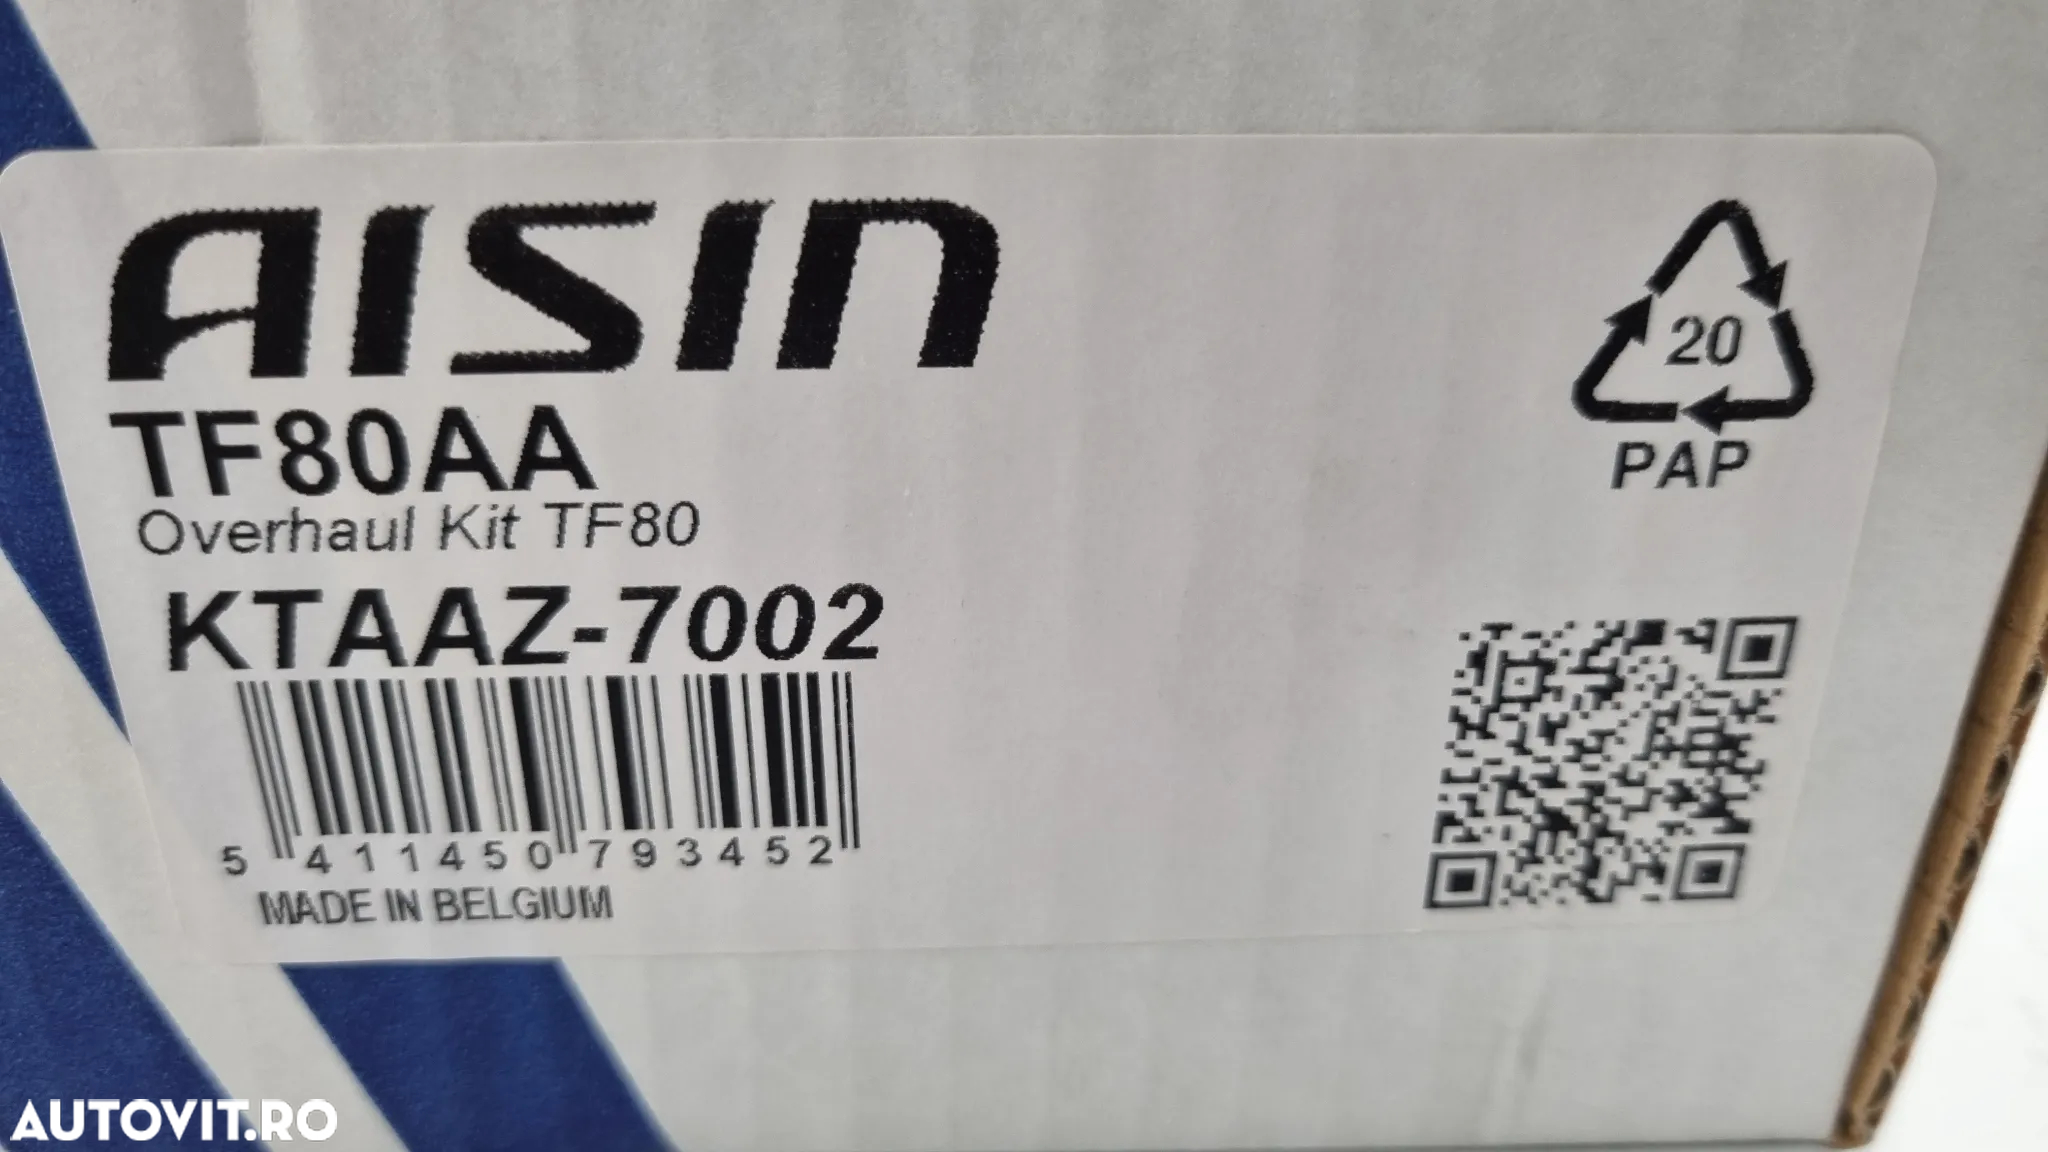 AISIN
TF80AA
Overhaul Kit TF80
KTAAZ-7002
5 411450 793452
MADE IN BELGIUM
20
PAP
AUTOVIT.RO